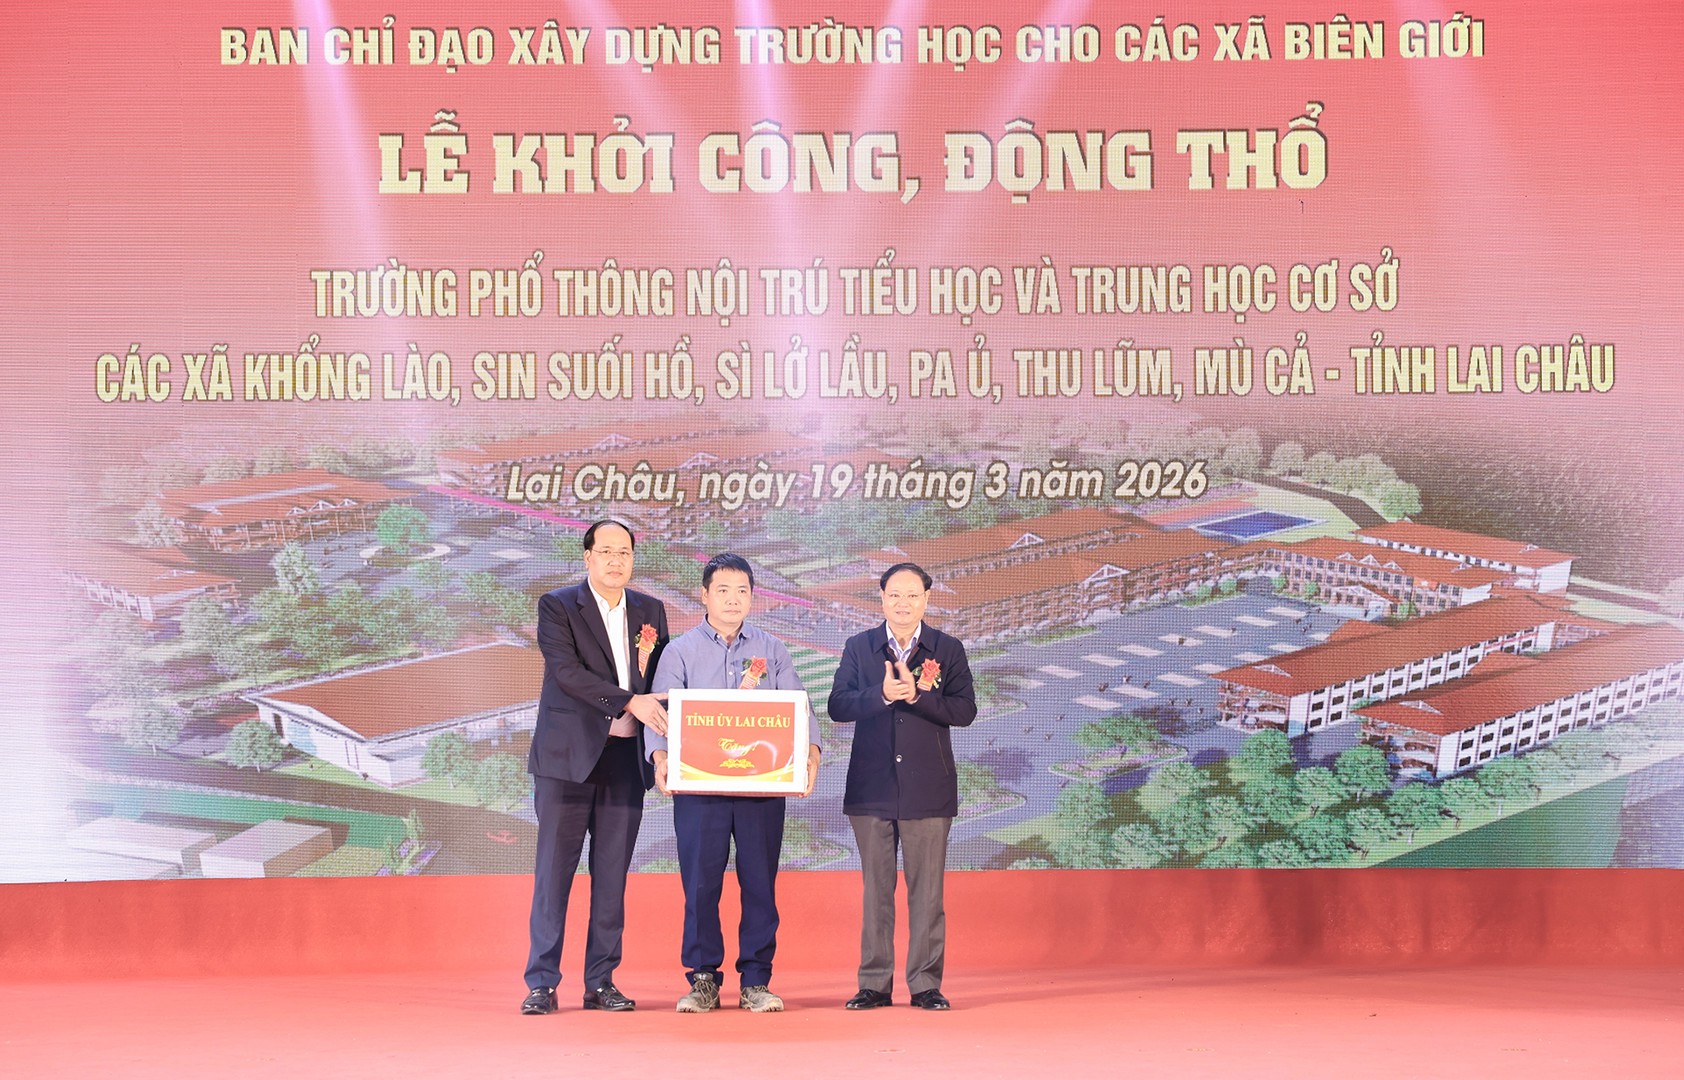 BAN CHỈ ĐẠO XÂY DỰNG TRƯỜNG HỌC CHO CÁC XÃ BIÊN GIỚI
LỄ KHỞI CÔNG, ĐỘNG THỔ
TRƯỜNG PHỔ THÔNG NỘI TRÚ TIỂU HỌC VÀ TRUNG HỌC CƠ SỞ
CÁC XÃ KHỔNG LÀO, SIN SUỐI HỒ, SÌ LỞ LẦU, PA Ủ, THU LŨM, MÙ CẢ - TỈNH LAI CHÂU
Lai Châu, ngày 19 tháng 3 năm 2026
TỈNH ỦY LAI CHÂU
Tặng!